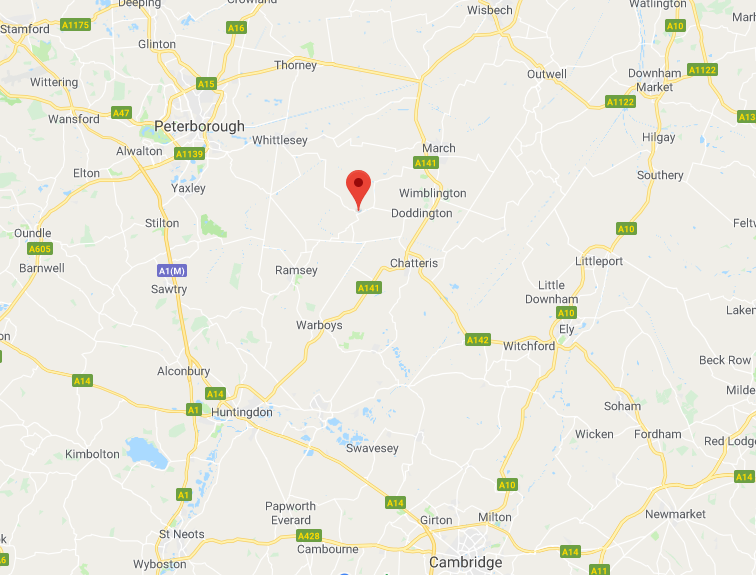 Deeping
Crowland
Wisbech
Watlington
A1175
A16
A10
Stamford
Glinton
Thorney
Outwell
Downham
Market
A1122
Wittering
A15
A1122
A47
Wansford
Peterborough
Whittlesey
March
Hilgay
Alwalton
A1139
A141
Elton
Yaxley
Wimblington
Southery
Doddington
Stilton
Oundle
A10
A605
Barnwell
A1(M)
Ramsey
Chatteris
Littleport
Sawtry
A141
Little
Downham
A10
Warboys
Ely
A142
Witchford
Beck Row
Alconbury
A14
A14
A1
Huntingdon
Soham
Wicken
Fordham
Swavesey
Kimbolton
A14
A10
A1
A14
Papworth
Everard
Girton
Milton
Newmarket
St Neots
A428
Cambourne
A14
Wyboston
Cambridge
A11